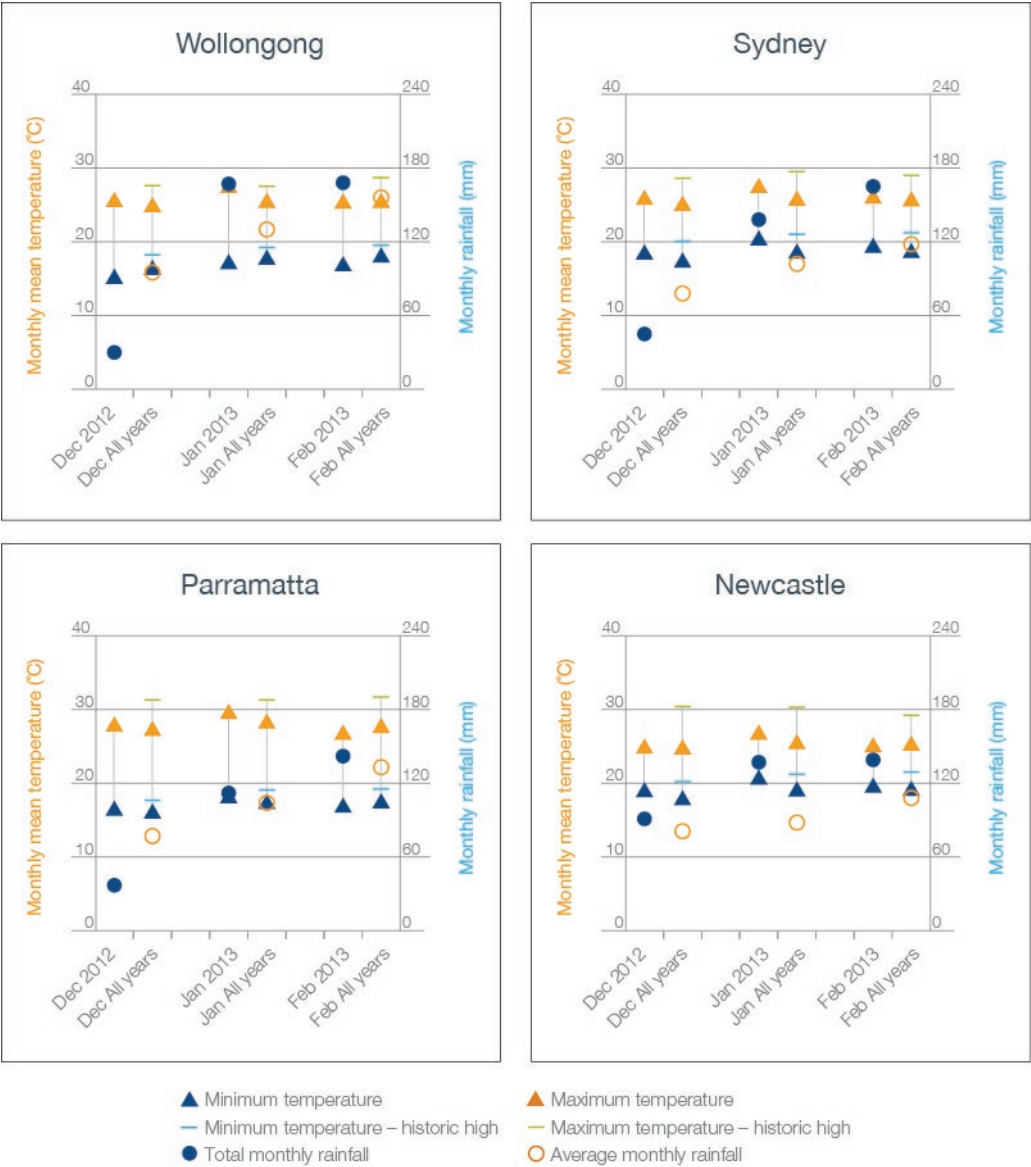 Wollongong
40
240
30
180
20
120
10
60
0
0
Monthly mean temperature (°C)
Monthly rainfall (mm)
Dec 2012
Dec All years
Jan 2013
Jan All years
Feb 2013
Feb All years
Sydney
40
240
30
180
20
120
10
60
0
0
Monthly mean temperature (°C)
Monthly rainfall (mm)
Dec 2012
Dec All years
Jan 2013
Jan All years
Feb 2013
Feb All years
Parramatta
40
240
30
180
20
120
10
60
0
0
Monthly mean temperature (°C)
Monthly rainfall (mm)
Dec 2012
Dec All years
Jan 2013
Jan All years
Feb 2013
Feb All years
Newcastle
40
240
30
180
20
120
10
60
0
0
Monthly mean temperature (°C)
Monthly rainfall (mm)
Dec 2012
Dec All years
Jan 2013
Jan All years
Feb 2013
Feb All years
Minimum temperature
Maximum temperature
Minimum temperature – historic high
Maximum temperature – historic high
Total monthly rainfall
Average monthly rainfall